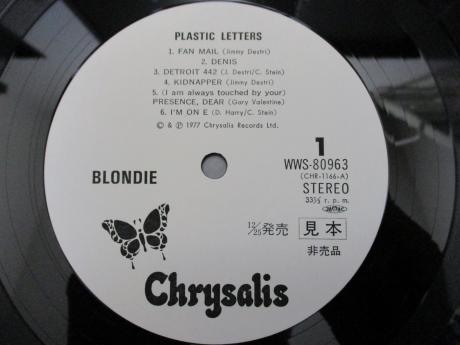 PLASTIC LETTERS
1. FAN MAIL (Jimmy Destri)
2. DENIS
3. DETROIT 442 (J. Destri/C. Stein)
4. KIDNAPPER (Jimmy Destri)
5. (I am always touched by your)
PRESENCE, DEAR (Gary Valentine)
6. I'M ON E (D. Harry/C. Stein)
© & ℗ 1977 Chrysalis Records Ltd.
1
WWS-80963
(CHR-1166-A)
BLONDIE
STEREO
33⅓ r.p.m.
12/25発売
見本
非売品
Chrysalis